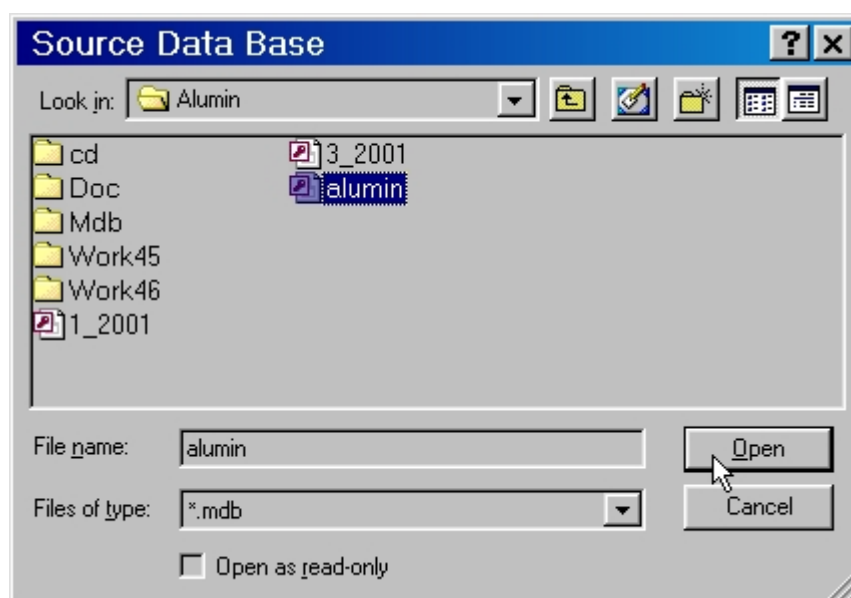 Source Data Base
Look in: Alumin
cd
Doc
Mdb
Work45
Work46
1_2001
3_2001
alumin
File name: alumin
Open
Files of type: *.mdb
Cancel
Open as read-only